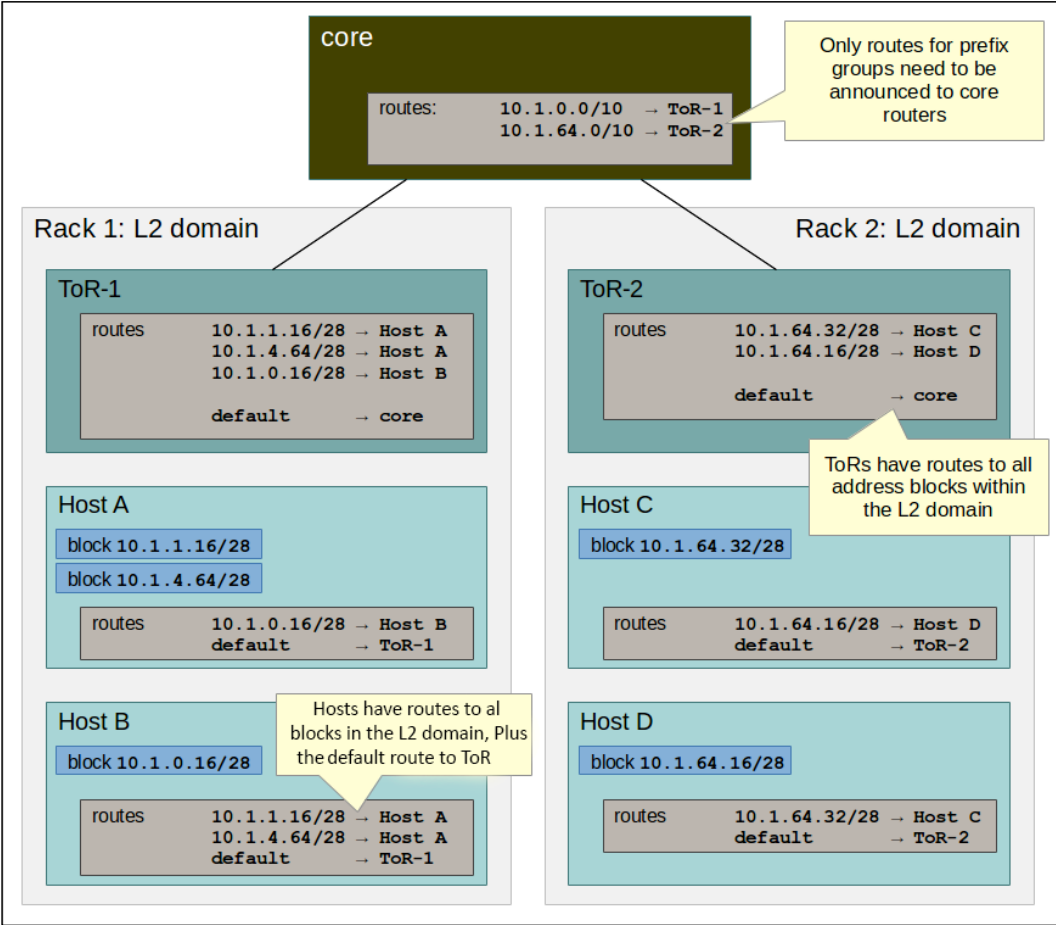 core
routes: 10.1.0.0/10 → ToR-1
10.1.64.0/10 → ToR-2
Only routes for prefix
groups need to be
announced to core
routers
Rack 1: L2 domain
ToR-1
routes 10.1.1.16/28 → Host A
10.1.4.64/28 → Host A
10.1.0.16/28 → Host B
default → core
Host A
block 10.1.1.16/28
block 10.1.4.64/28
routes 10.1.0.16/28 → Host B
default → ToR-1
Host B
block 10.1.0.16/28
Hosts have routes to al
blocks in the L2 domain, Plus
the default route to ToR
routes 10.1.1.16/28 → Host A
10.1.4.64/28 → Host A
default → ToR-1
Rack 2: L2 domain
ToR-2
routes 10.1.64.32/28 → Host C
10.1.64.16/28 → Host D
default → core
ToRs have routes to all
address blocks within
the L2 domain
Host C
block 10.1.64.32/28
routes 10.1.64.16/28 → Host D
default → ToR-2
Host D
block 10.1.64.16/28
routes 10.1.64.32/28 → Host C
default → ToR-2